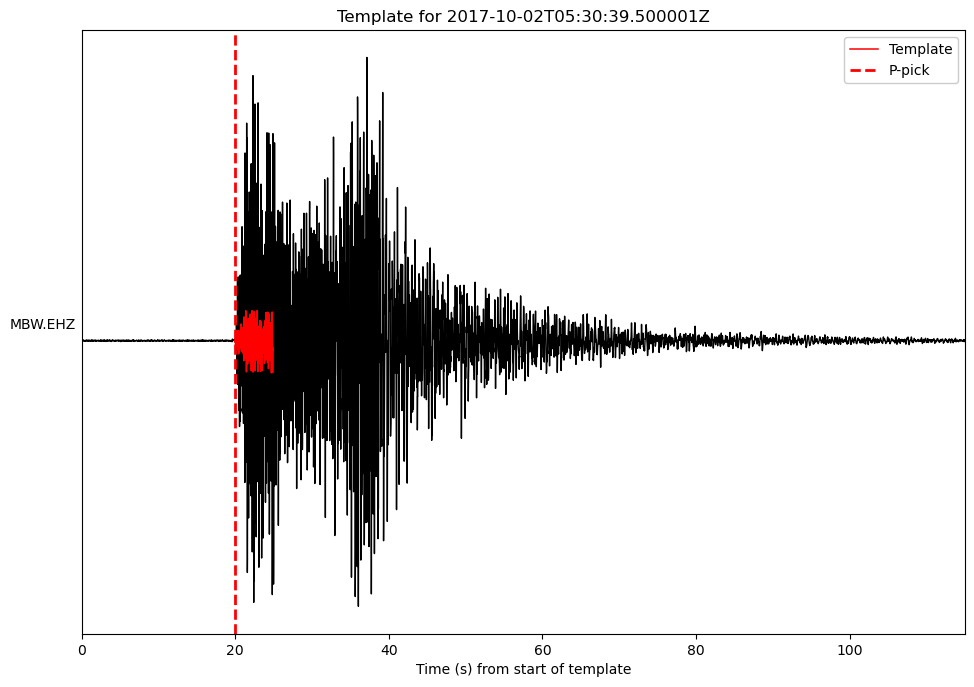 Template for 2017-10-02T05:30:39.500001Z
Template
P-pick
MBW.EHZ
0 20 40 60 80 100
Time (s) from start of template